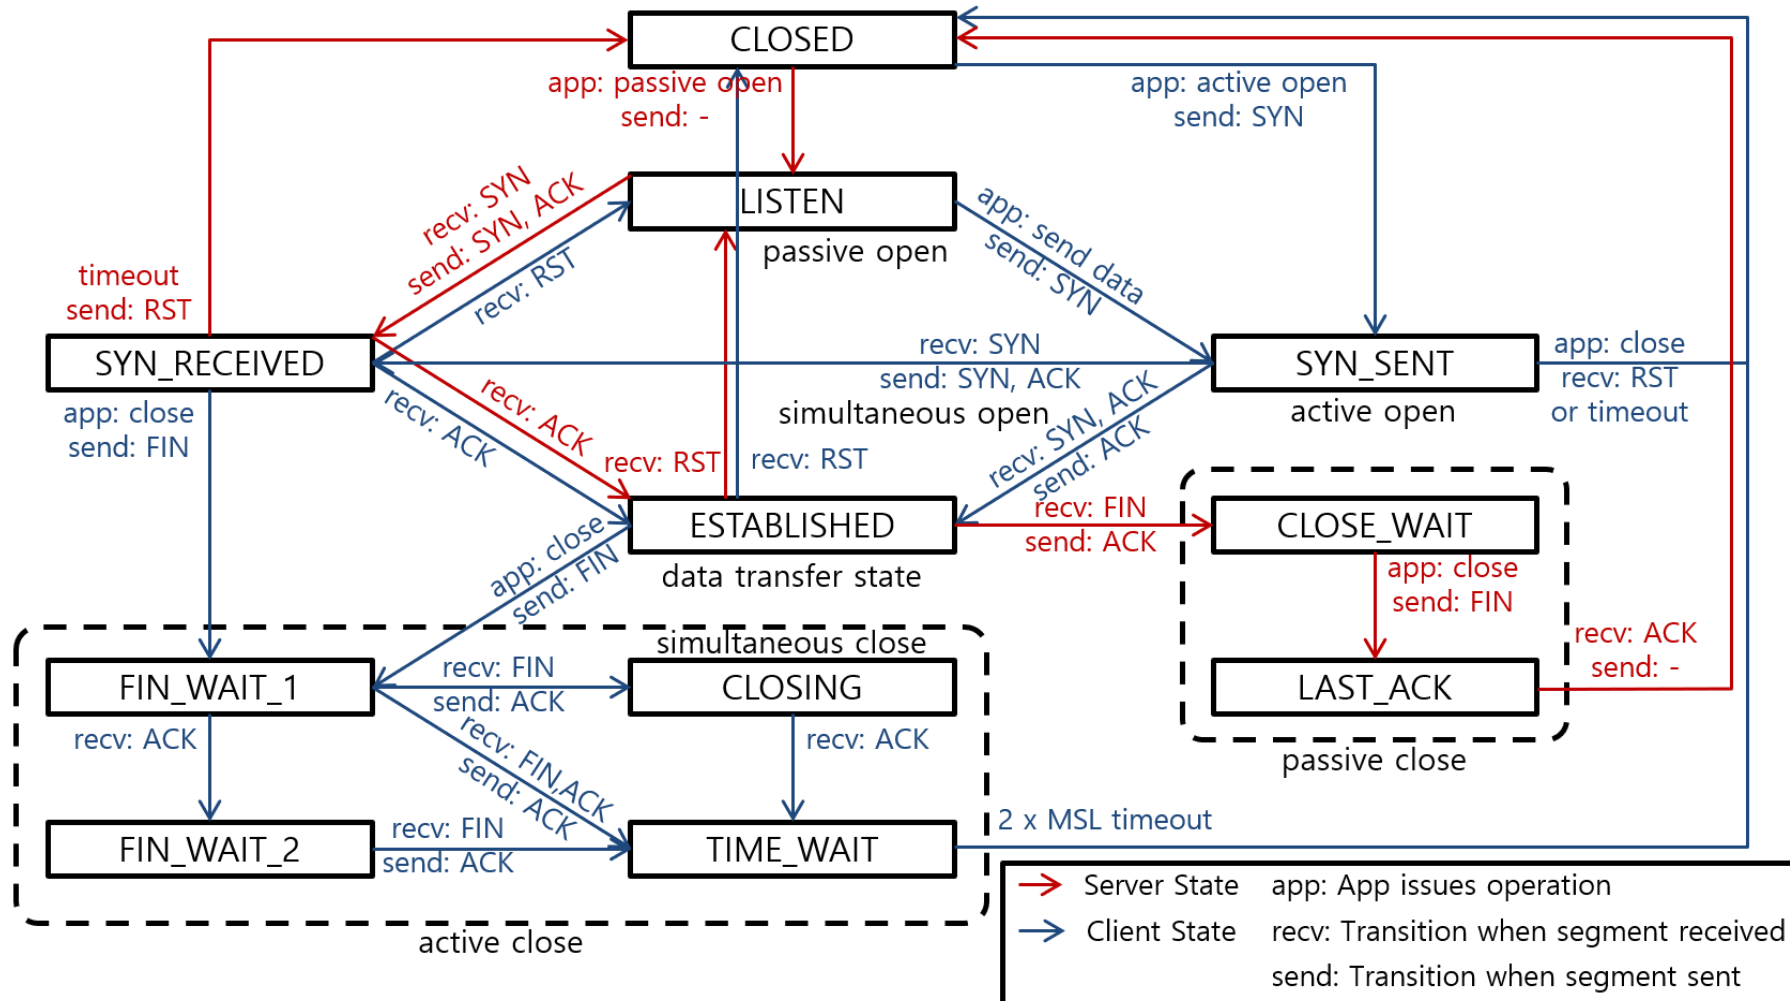 CLOSED
app: passive open
send: -
app: active open
send: SYN
LISTEN
passive open
recv: SYN
send: SYN, ACK
recv: RST
app: send data
send: SYN
timeout
send: RST
SYN_RECEIVED
recv: SYN
send: SYN, ACK
simultaneous open
SYN_SENT
active open
app: close
recv: RST
or timeout
app: close
send: FIN
recv: ACK
recv: ACK
recv: RST
recv: RST
recv: SYN, ACK
send: ACK
ESTABLISHED
data transfer state
recv: FIN
send: ACK
CLOSE_WAIT
app: close
send: FIN
app: close
send: FIN
LAST_ACK
recv: ACK
send: -
passive close
simultaneous close
FIN_WAIT_1
recv: FIN
send: ACK
CLOSING
recv: ACK
recv: FIN,ACK
send: ACK
recv: ACK
FIN_WAIT_2
recv: FIN
send: ACK
TIME_WAIT
2 x MSL timeout
active close
Server State
app: App issues operation
Client State
recv: Transition when segment received
send: Transition when segment sent